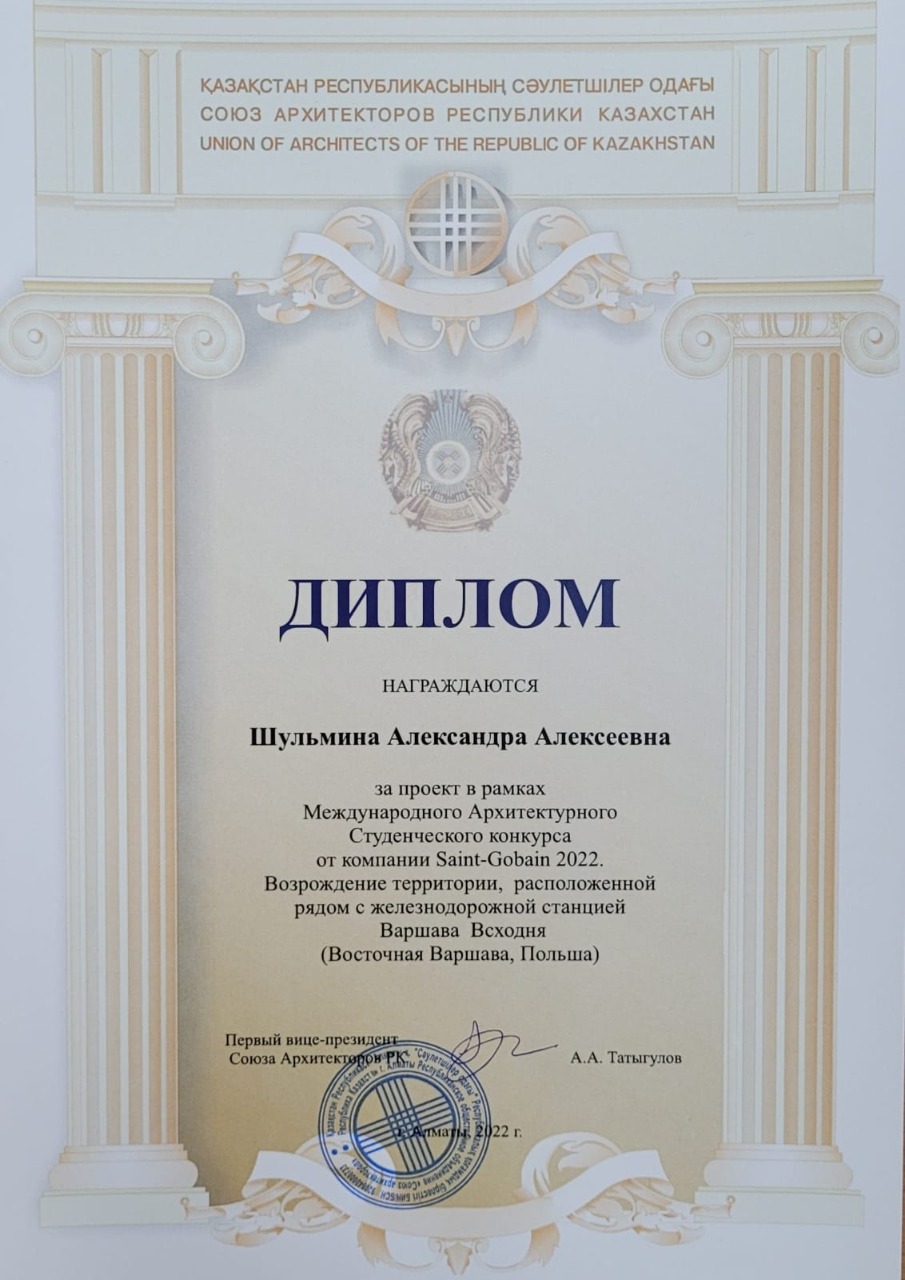 ҚАЗАҚСТАН РЕСПУБЛИКАСЫНЫҢ СӘУЛЕТШІЛЕР ОДАҒЫ
СОЮЗ АРХИТЕКТОРОВ РЕСПУБЛИКИ КАЗАХСТАН
UNION OF ARCHITECTS OF THE REPUBLIC OF KAZAKHSTAN
ДИПЛОМ
НАГРАЖДАЮТСЯ
Шульмина Александра Алексеевна
за проект в рамках
Международного Архитектурного
Студенческого конкурса
от компании Saint-Gobain 2022.
Возрождение территории, расположенной
рядом с железнодорожной станцией
Варшава Всходня
(Восточная Варшава, Польша)
Первый вице-президент
Союза Архитекторов РК
А.А. Татыгулов
г. Алматы, 2022 г.